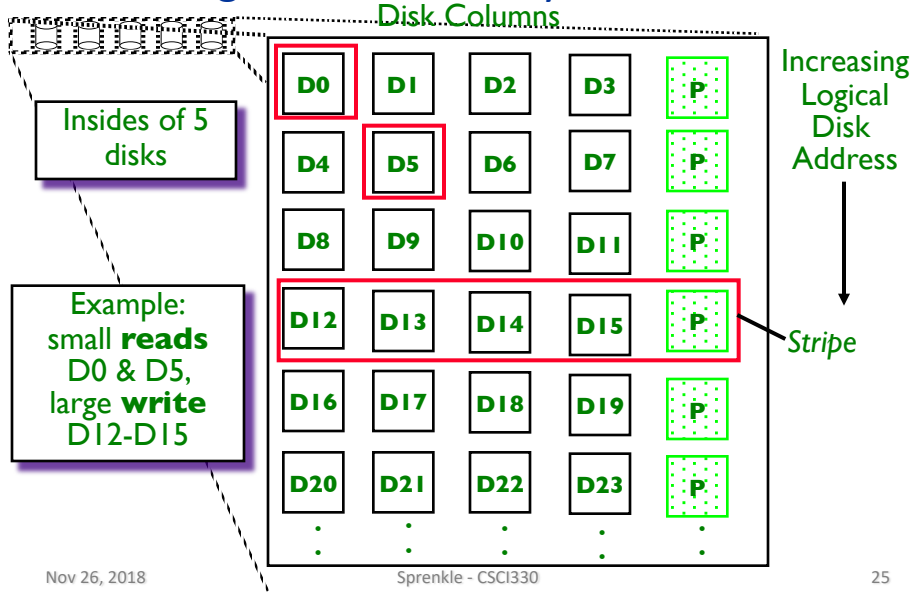 Disk Columns
Insides of 5
disks
Example:
small reads
D0 & D5,
large write
D12-D15
D0 D1 D2 D3 P
D4 D5 D6 D7 P
D8 D9 D10 D11 P
D12 D13 D14 D15 P
D16 D17 D18 D19 P
D20 D21 D22 D23 P
Increasing
Logical
Disk
Address
Stripe
Nov 26, 2018
Sprenkle - CSCI330
25